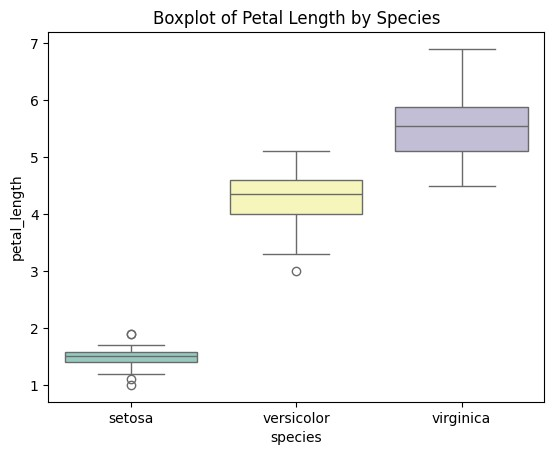 Boxplot of Petal Length by Species
petal_length
7
6
5
4
3
2
1
setosa
versicolor
virginica
species